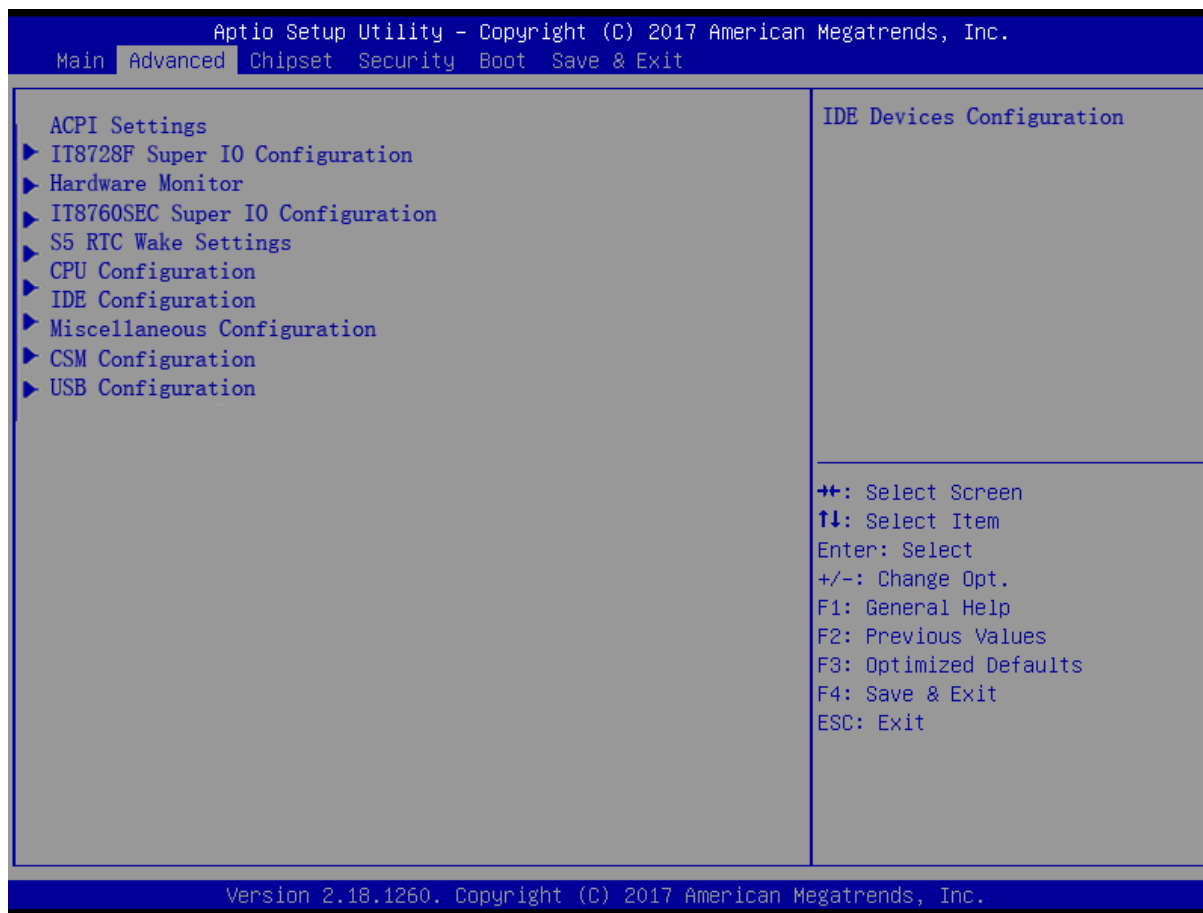 Aptio Setup Utility – Copyright (C) 2017 American Megatrends, Inc.
Main Advanced Chipset Security Boot Save & Exit
ACPI Settings
IT8728F Super IO Configuration
Hardware Monitor
IT8760SEC Super IO Configuration
S5 RTC Wake Settings
CPU Configuration
IDE Configuration
Miscellaneous Configuration
CSM Configuration
USB Configuration
IDE Devices Configuration
→←: Select Screen
↑↓: Select Item
Enter: Select
+/-: Change Opt.
F1: General Help
F2: Previous Values
F3: Optimized Defaults
F4: Save & Exit
ESC: Exit
Version 2.18.1260. Copyright (C) 2017 American Megatrends, Inc.